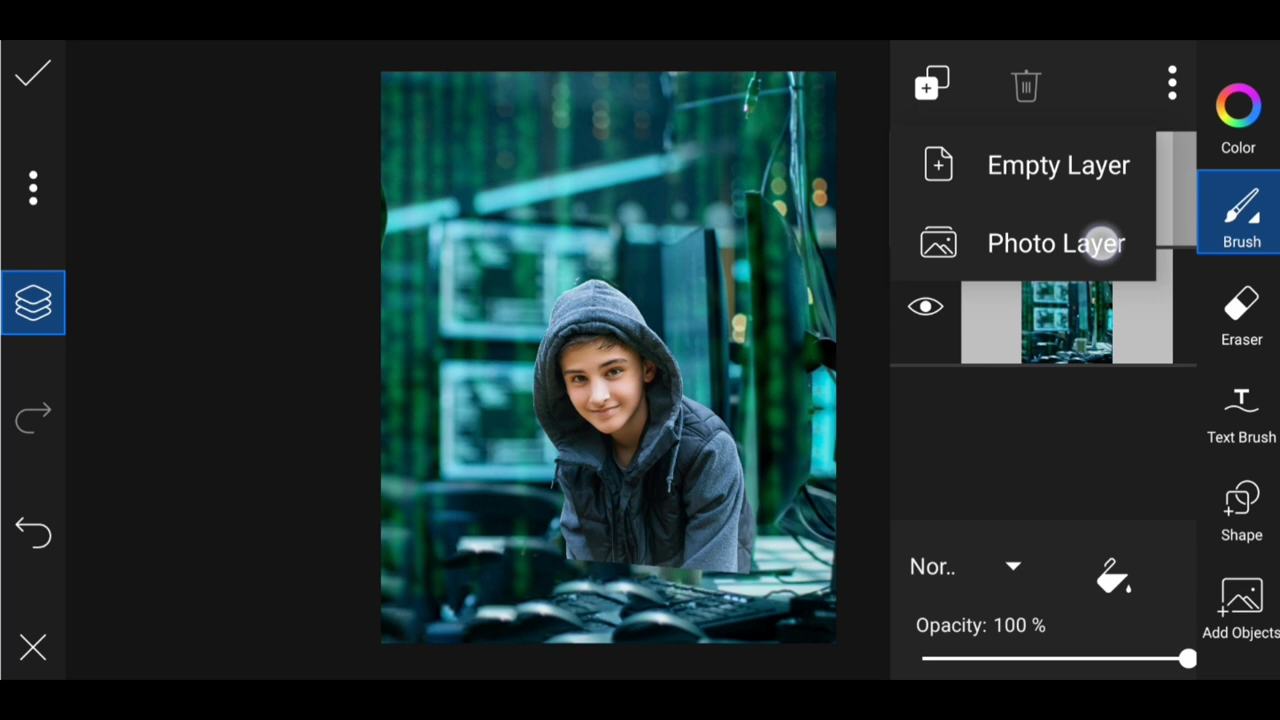 Color
Empty Layer
Brush
Photo Layer
Eraser
Text Brush
Shape
Nor..
Opacity: 100 %
Add Objects